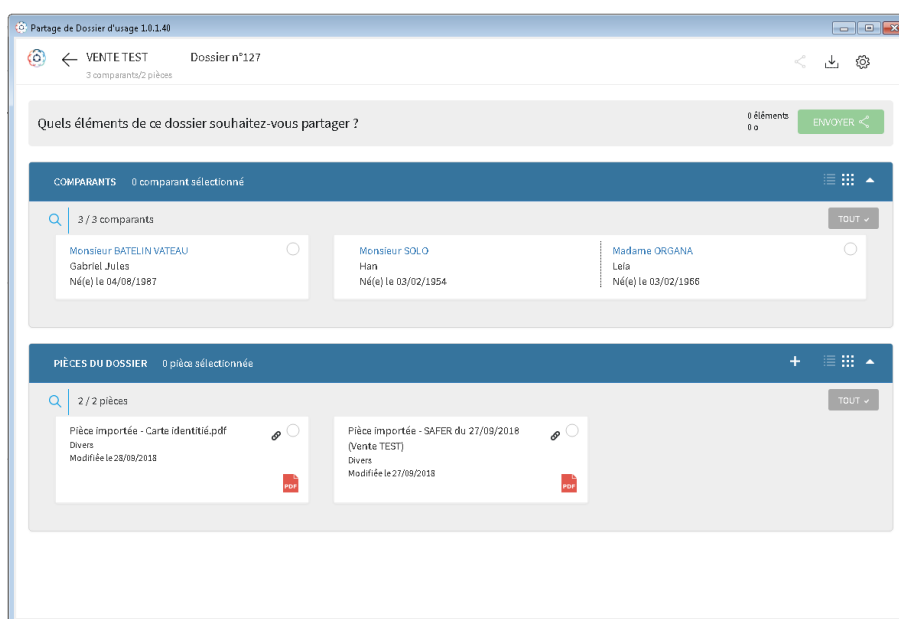 Partage de Dossier d'usage 1.0.1.40
VENTE TEST Dossier n°127
3 comparants/2 pièces
Quels éléments de ce dossier souhaitez-vous partager ?
0 éléments
0 o
ENVOYER
COMPARANTS 0 comparant sélectionné
3 / 3 comparants
TOUT
Monsieur BATELIN VATEAU
Gabriel Jules
Né(e) le 04/08/1987
Monsieur SOLO
Han
Né(e) le 03/02/1954
Madame ORGANA
Leïa
Né(e) le 03/02/1966
PIÈCES DU DOSSIER 0 pièce sélectionnée
2 / 2 pièces
TOUT
Pièce importée - Carte identitié.pdf
Divers
Modifiée le 28/09/2018
PDF
Pièce importée - SAFER du 27/09/2018
(Vente TEST)
Divers
Modifiée le 27/09/2018
PDF